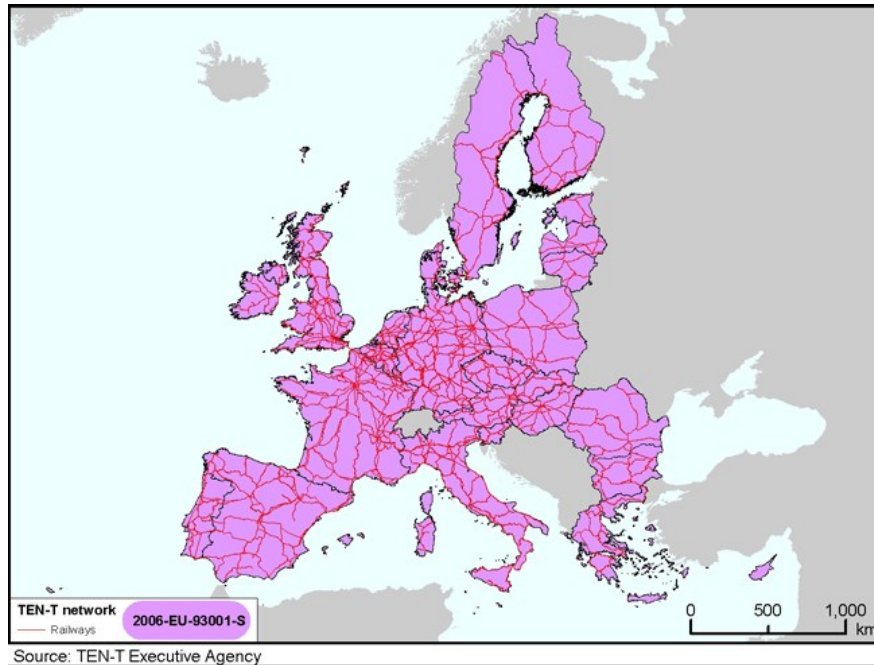 TEN-T network
Railways
2006-EU-93001-S
0 500 1,000
km
Source: TEN-T Executive Agency